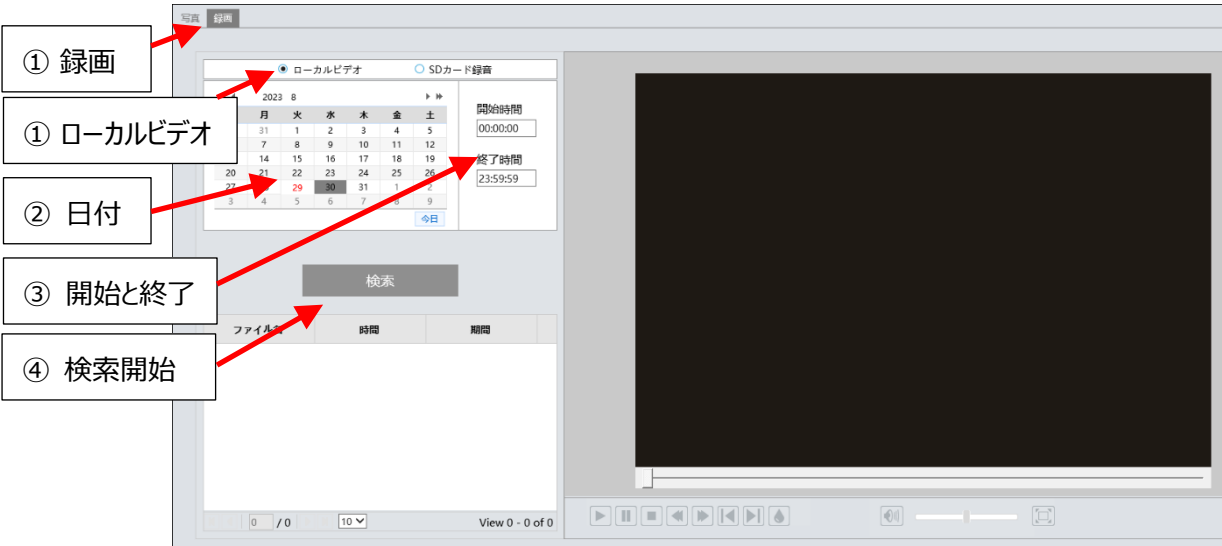 写真 録画
① 録画
ローカルビデオ SDカード録音
① ローカルビデオ
2023 8
月 火 水 木 金 土
31 1 2 3 4 5
7 8 9 10 11 12
14 15 16 17 18 19
20 21 22 23 24 25 26
27 29 30 31 1 2
3 4 5 6 7 8 9
今日
開始時間
00:00:00
終了時間
23:59:59
② 日付
③ 開始と終了
検索
④ 検索開始
ファイル 時間 期間
0 / 0 10 View 0 - 0 of 0